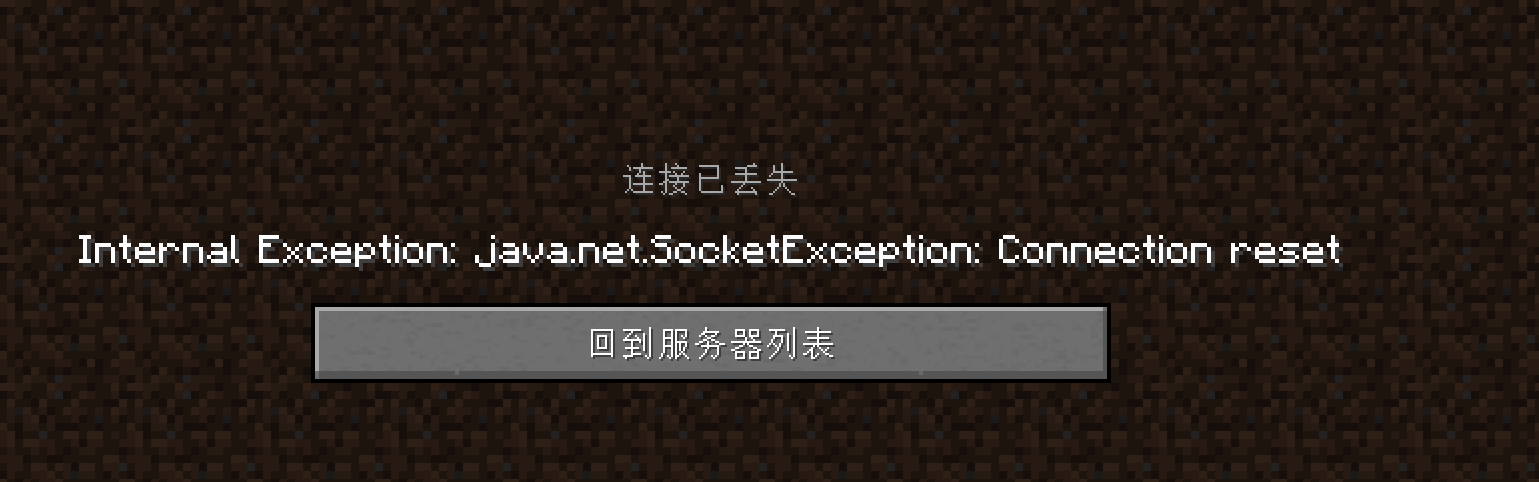 连接已丢失
Internal Exception: java.net.SocketException: Connection reset
回到服务器列表